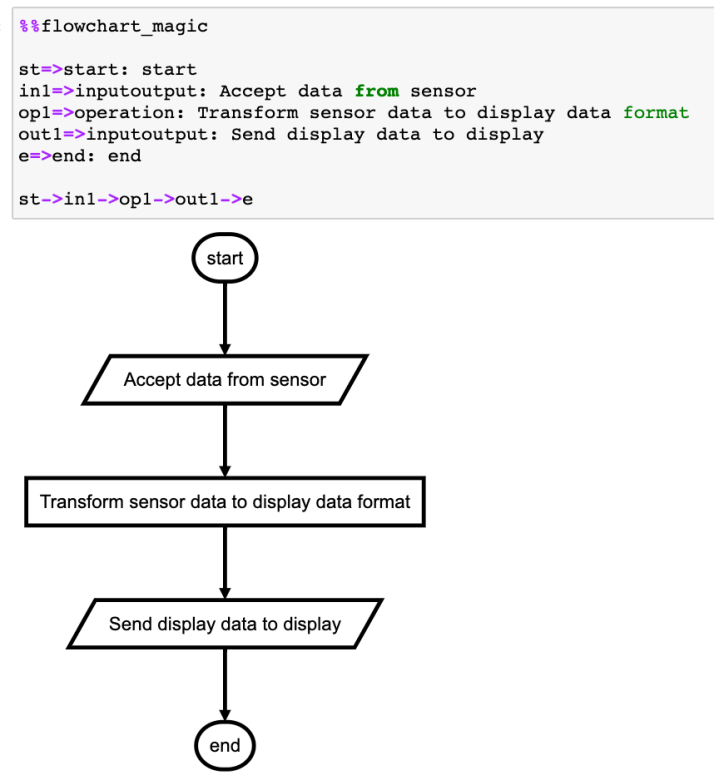 %%flowchart_magic
st=>start: start
in1=>inputoutput: Accept data from sensor
op1=>operation: Transform sensor data to display data format
out1=>inputoutput: Send display data to display
e=>end: end
st->in1->op1->out1->e
start
Accept data from sensor
Transform sensor data to display data format
Send display data to display
end